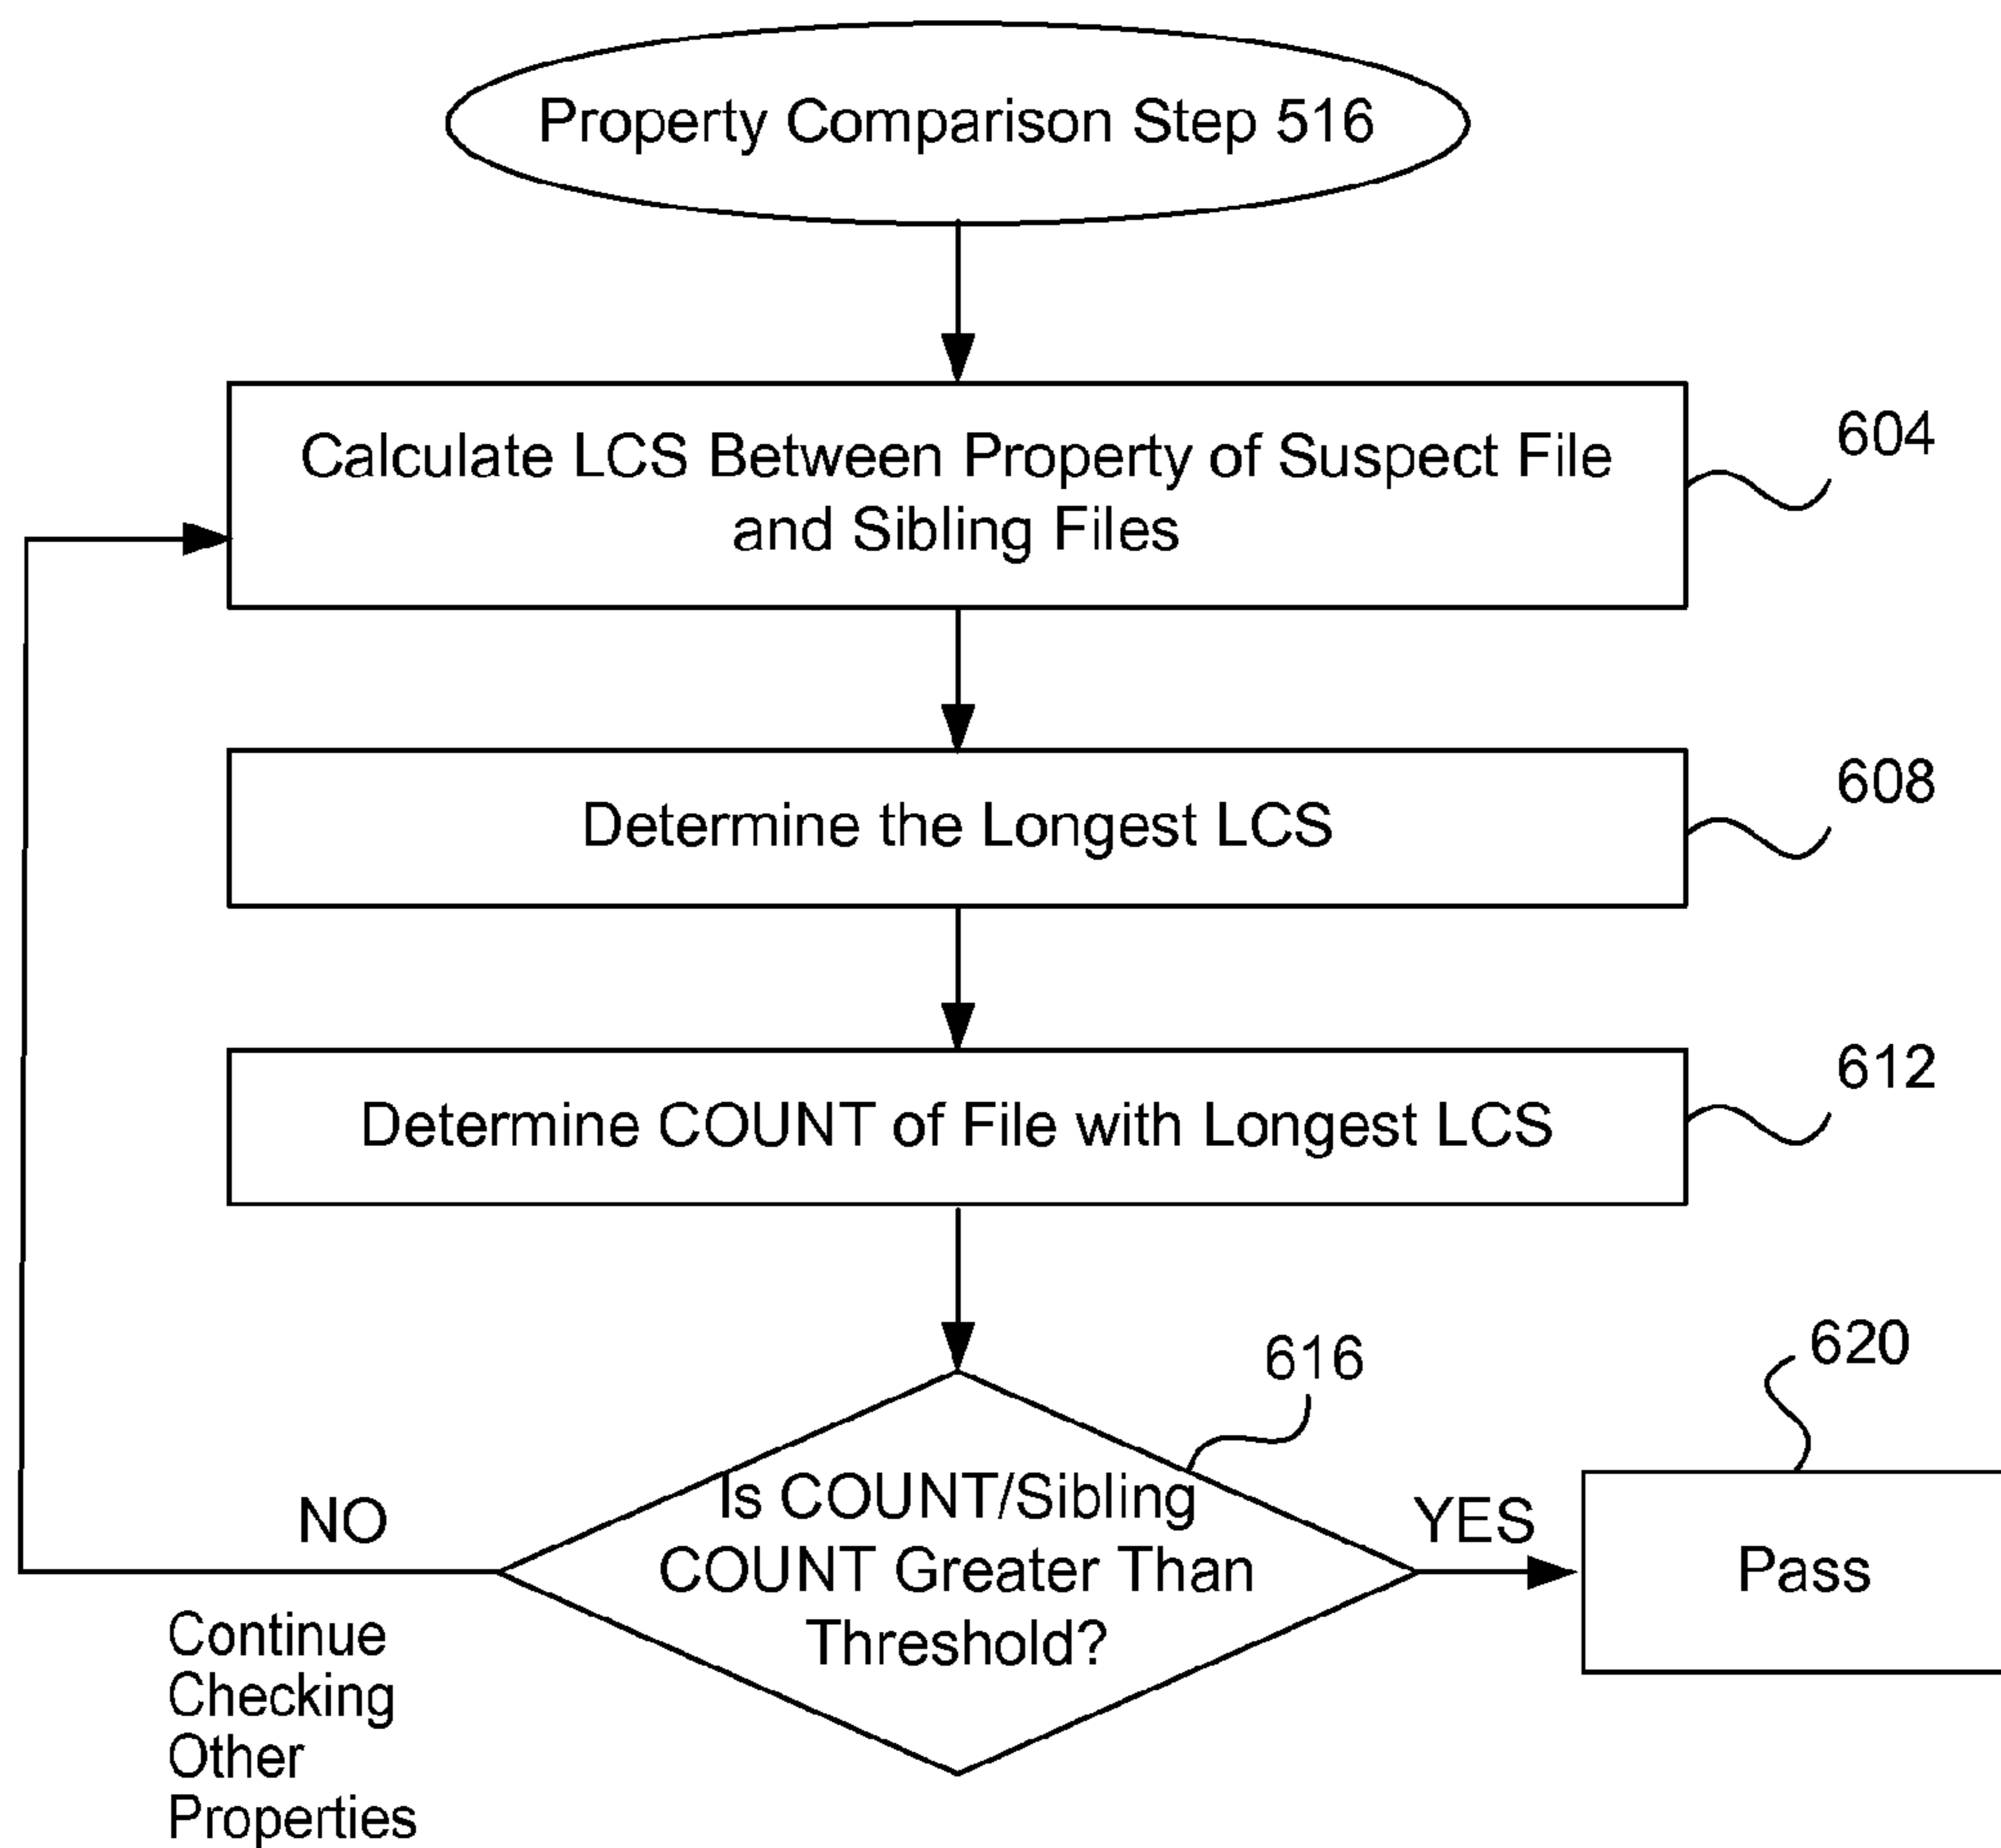 Property Comparison Step 516
Calculate LCS Between Property of Suspect File
and Sibling Files
604
Determine the Longest LCS
608
Determine COUNT of File with Longest LCS
612
616
Is COUNT/Sibling
COUNT Greater Than
Threshold?
NO
Continue
Checking
Other
Properties
YES
620
Pass